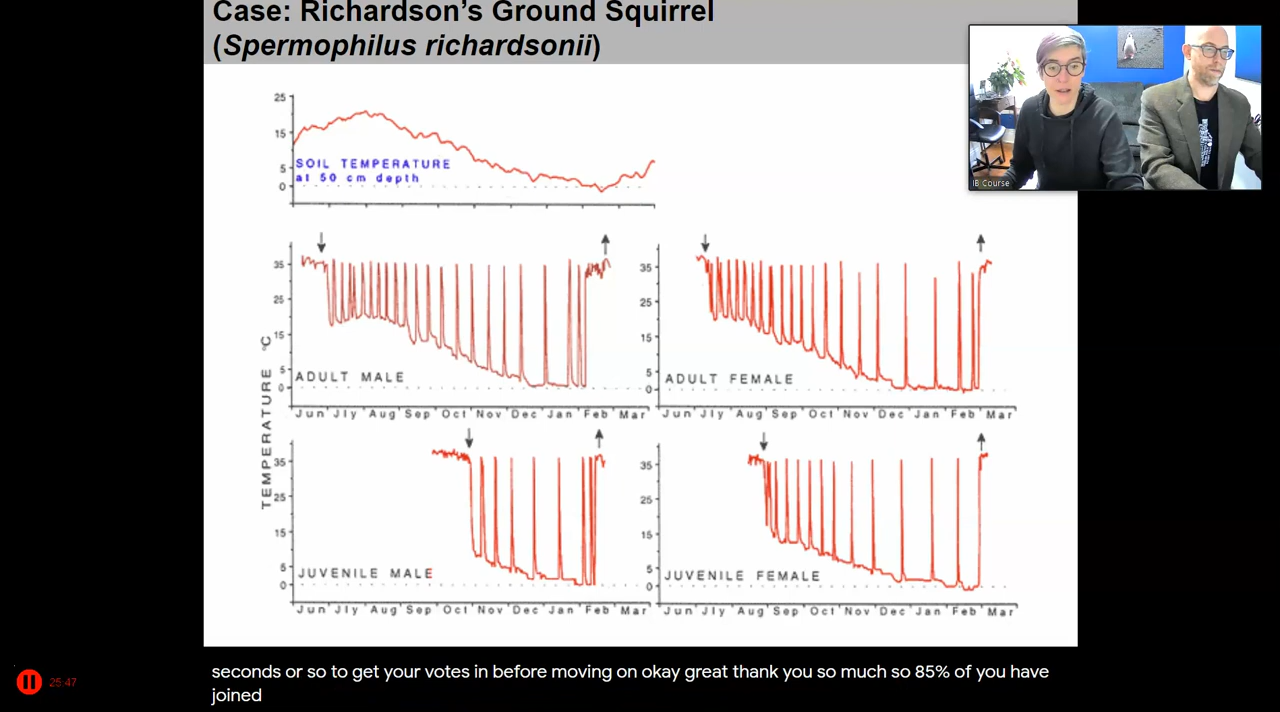 Case: Richardson's Ground Squirrel
(Spermophilus richardsonii)
IB Course
25
15
5
0
SOIL TEMPERATURE
at 50 cm depth
TEMPERATURE °C
35
25
15
5
0
ADULT MALE
Jun Jly Aug Sep Oct Nov Dec Jan Feb Mar
35
25
15
5
0
ADULT FEMALE
Jun Jly Aug Sep Oct Nov Dec Jan Feb Mar
35
25
15
5
0
JUVENILE MALE
Jun Jly Aug Sep Oct Nov Dec Jan Feb Mar
35
25
15
5
0
JUVENILE FEMALE
Jun Jly Aug Sep Oct Nov Dec Jan Feb Mar
25:47
seconds or so to get your votes in before moving on okay great thank you so much so 85% of you have
joined